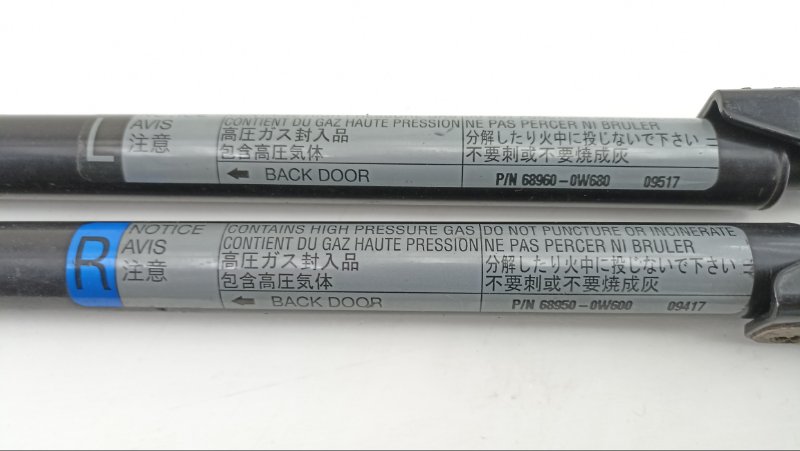 L
AVIS
注意
CONTIENT DU GAZ HAUTE PRESSION NE PAS PERCER NI BRULER
高圧ガス封入品 分解したり火中に投じないで下さい
包含高圧気体 不要刺或不要焼成灰
BACK DOOR P/N 68960-0W680 09517
R
NOTICE
AVIS
注意
CONTAINS HIGH PRESSURE GAS DO NOT PUNCTURE OR INCINERATE
CONTIENT DU GAZ HAUTE PRESSION NE PAS PERCER NI BRULER
高圧ガス封入品 分解したり火中に投じないで下さい
包含高圧気体 不要刺或不要焼成灰
BACK DOOR P/N 68950-0W600 09417